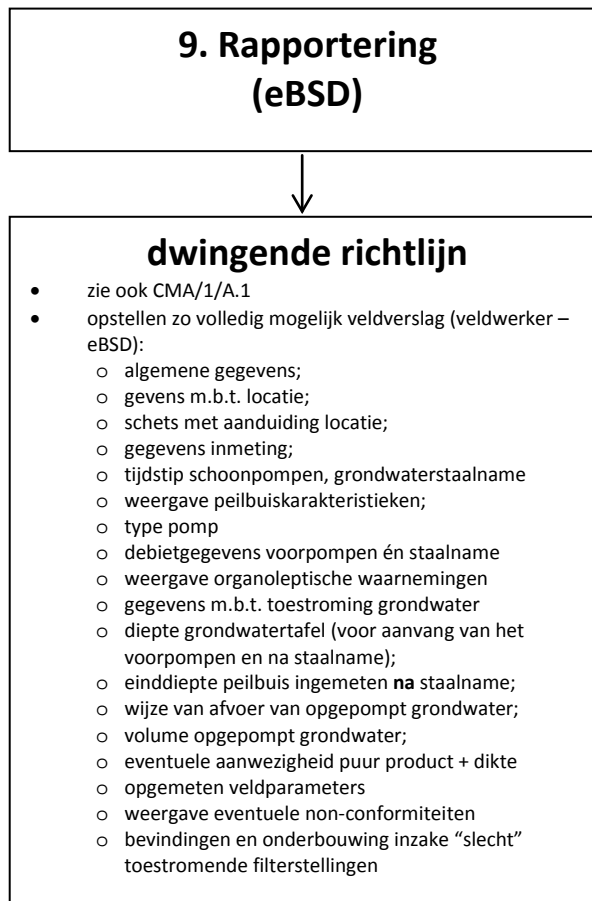 9. Rapportering
(eBSD)
dwingende richtlijn
• zie ook CMA/1/A.1
• opstellen zo volledig mogelijk veldverslag (veldwerker –
eBSD):
o algemene gegevens;
o gevens m.b.t. locatie;
o schets met aanduiding locatie;
o gegevens inmeting;
o tijdstip schoonpompen, grondwaterstaalname
o weergave peilbuiskarakteristieken;
o type pomp
o debietgegevens voorpompen én staalname
o weergave organoleptische waarnemingen
o gegevens m.b.t. toestroming grondwater
o diepte grondwatertafel (voor aanvang van het
voorpompen en na staalname);
o einddiepte peilbuis ingemeten na staalname;
o wijze van afvoer van opgepompt grondwater;
o volume opgepompt grondwater;
o eventuele aanwezigheid puur product + dikte
o opgemeten veldparameters
o weergave eventuele non-conformiteiten
o bevindingen en onderbouwing inzake “slecht”
toestromende filterstellingen